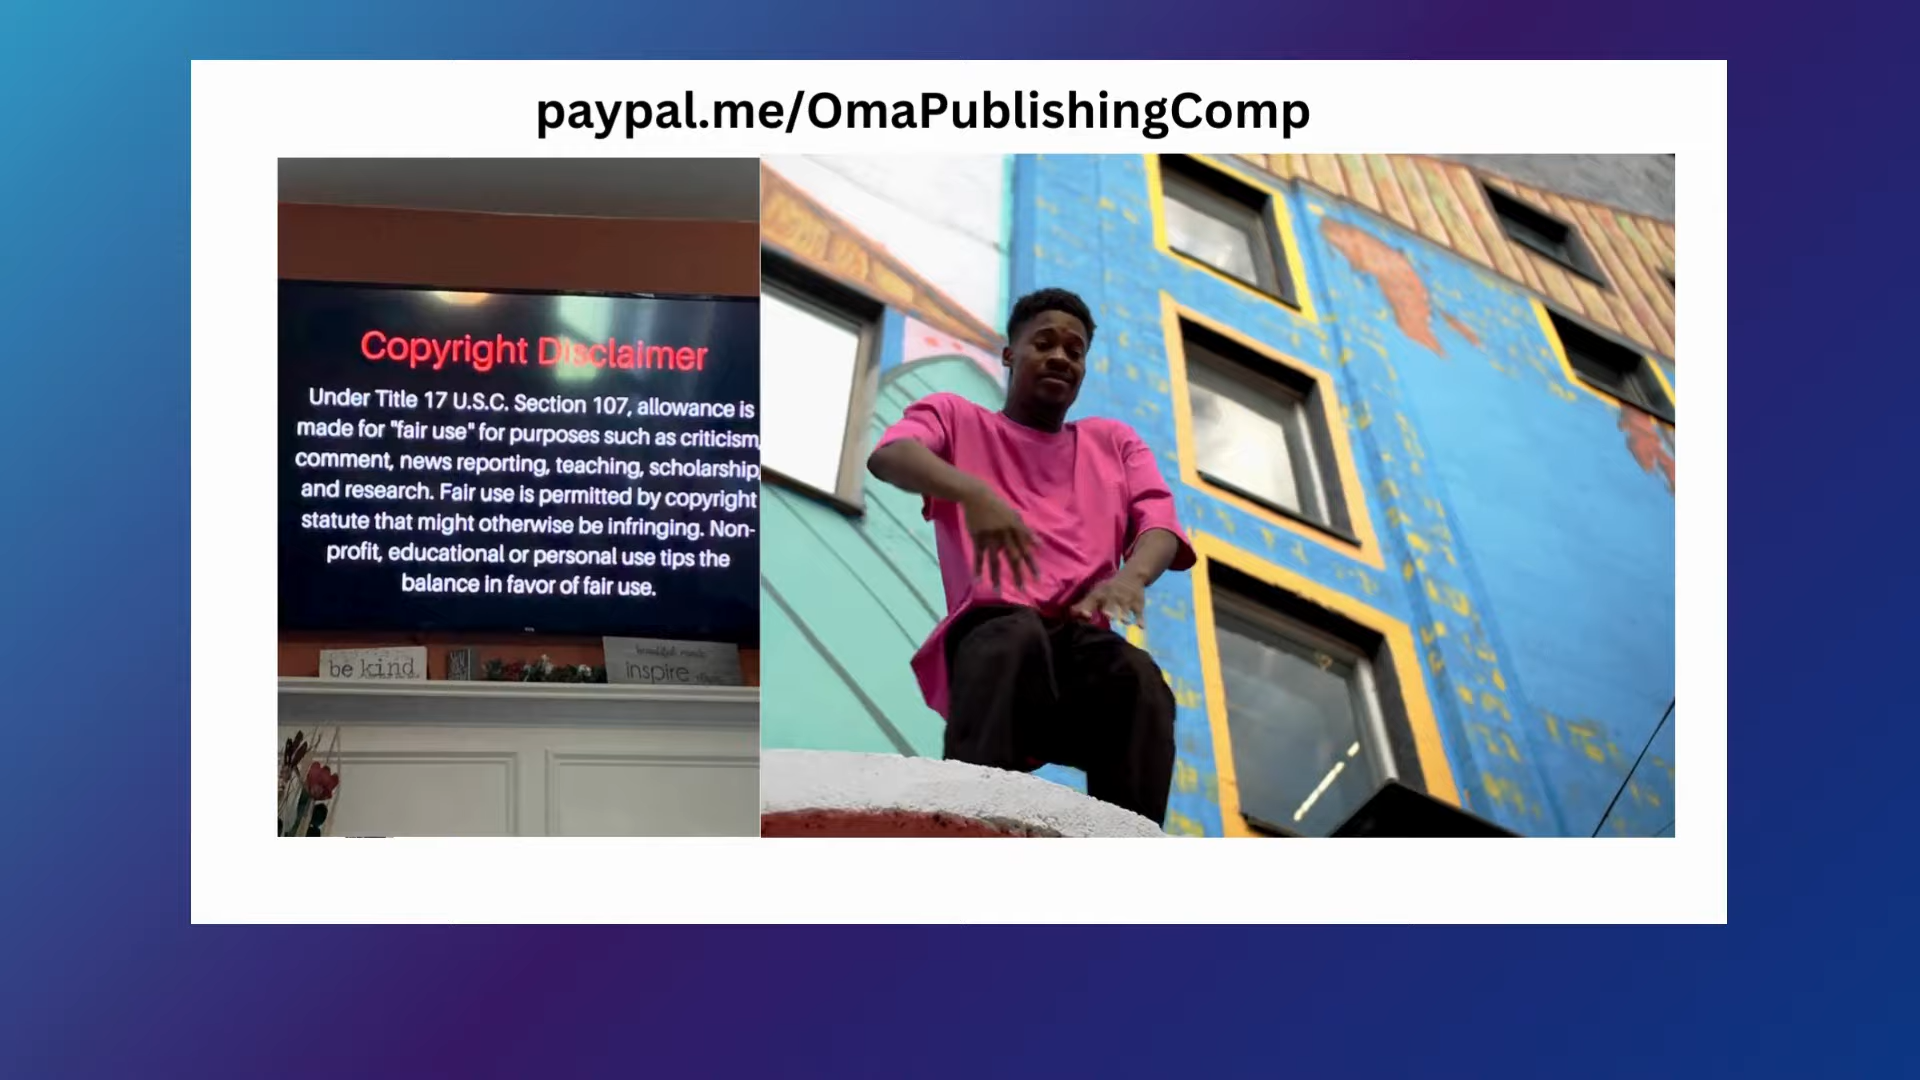 paypal.me/OmaPublishingComp
Copyright Disclaimer
Under Title 17 U.S.C. Section 107, allowance is
made for "fair use" for purposes such as criticism,
comment, news reporting, teaching, scholarship,
and research. Fair use is permitted by copyright
statute that might otherwise be infringing. Non-
profit, educational or personal use tips the
balance in favor of fair use.
be kind
inspire